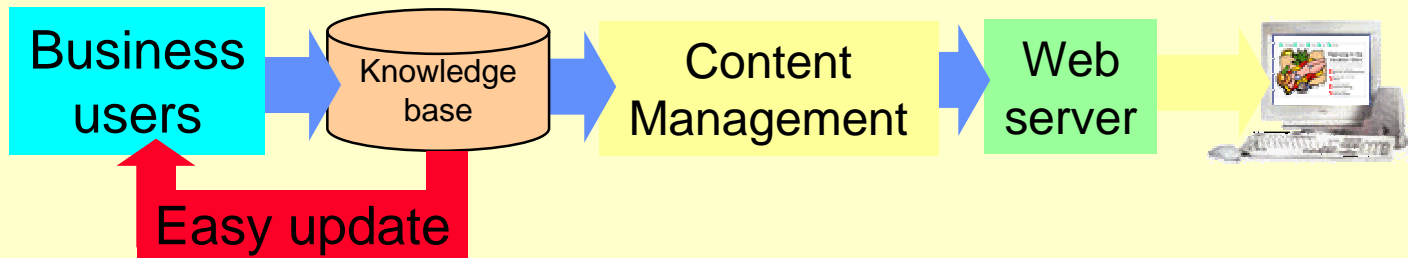 Business
users
Knowledge
base
Content
Management
Web
server
Easy update